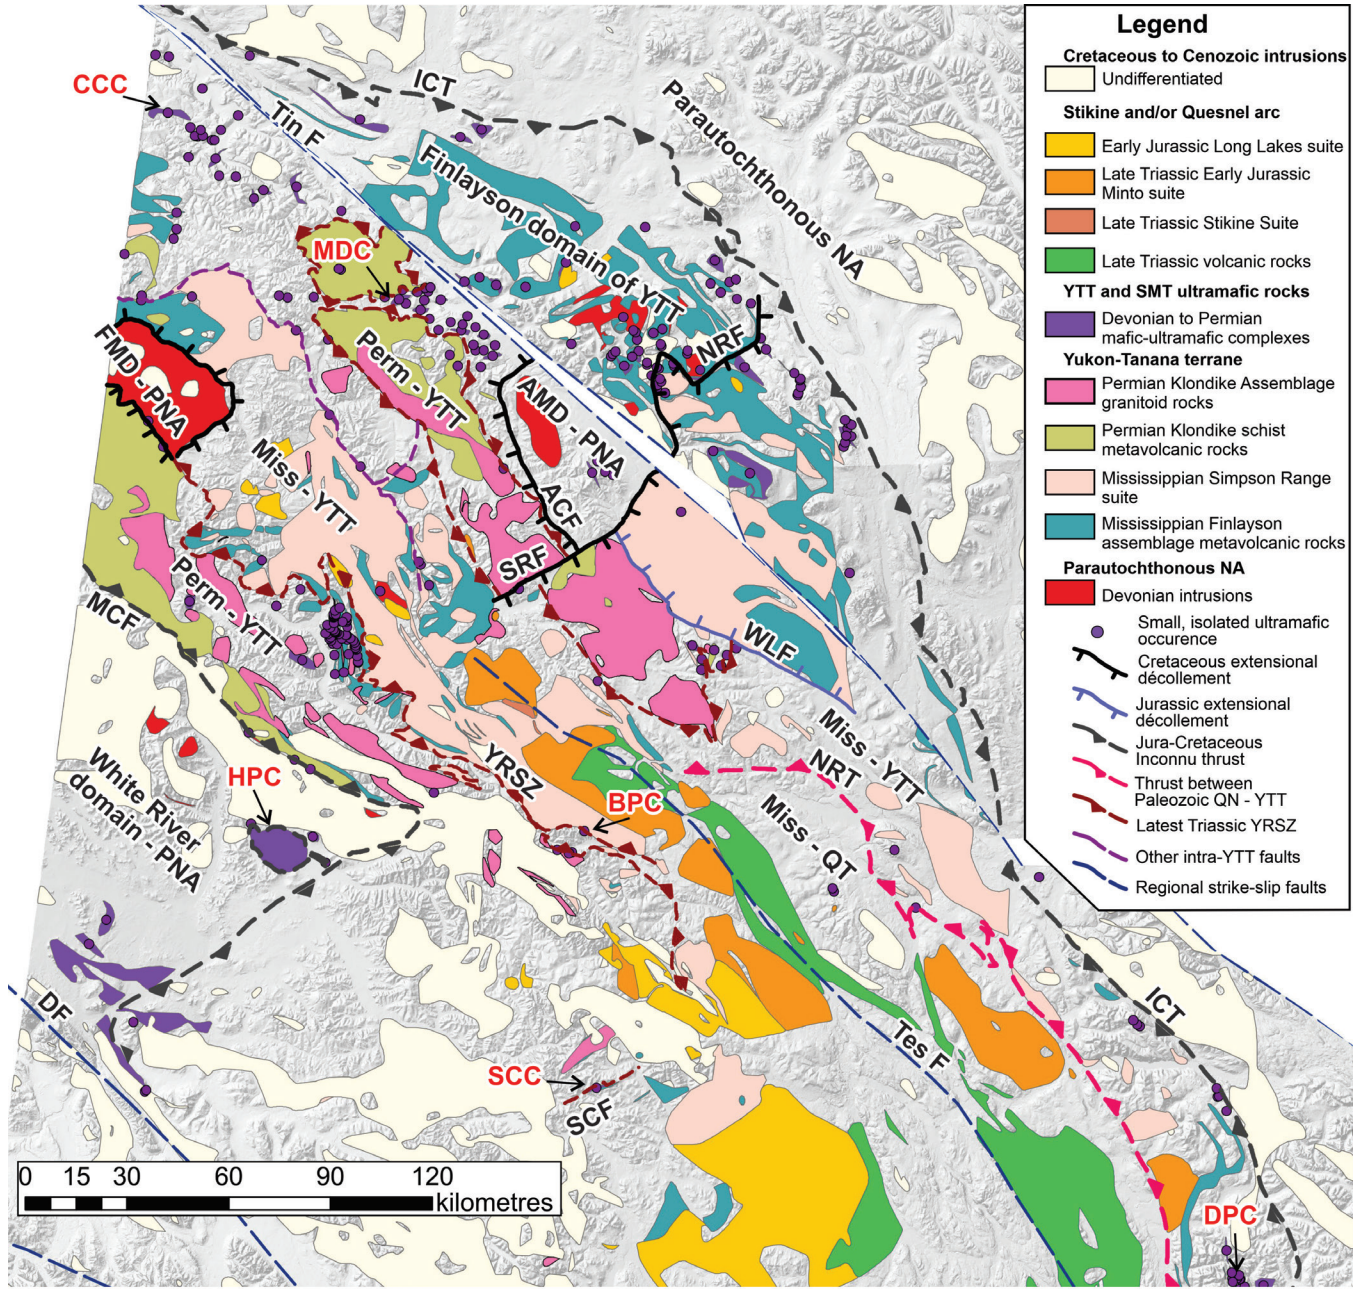 Legend
Cretaceous to Cenozoic intrusions
Undifferentiated
Stikine and/or Quesnel arc
Early Jurassic Long Lakes suite
Late Triassic Early Jurassic
Minto suite
Late Triassic Stikine Suite
Late Triassic volcanic rocks
YTT and SMT ultramafic rocks
Devonian to Permian
mafic-ultramafic complexes
Yukon-Tanana terrane
Permian Klondike Assemblage
granitoid rocks
Permian Klondike schist
metavolcanic rocks
Mississippian Simpson Range
suite
Mississippian Finlayson
assemblage metavolcanic rocks
Parautochthonous NA
Devonian intrusions
Small, isolated ultramafic
occurence
Cretaceous extensional
décollement
Jurassic extensional
décollement
Jura-Cretaceous
Inconnu thrust
Thrust between
Paleozoic QN - YTT
Latest Triassic YRSZ
Other intra-YTT faults
Regional strike-slip faults
CCC
ICT
Tin F
Parautochthonous NA
Finlayson domain of YTT
MDC
NRF
FMD - PNA
Perm - YTT
AMD - PNA
Miss - YTT
ACF
SRF
Perm - YTT
MCF
WLF
Miss - YTT
NRT
YRSZ
White River
domain - PNA
HPC
BPC
Miss - QT
DF
Tes F
ICT
SCC
SCF
DPC
0 15 30 60 90 120
kilometres